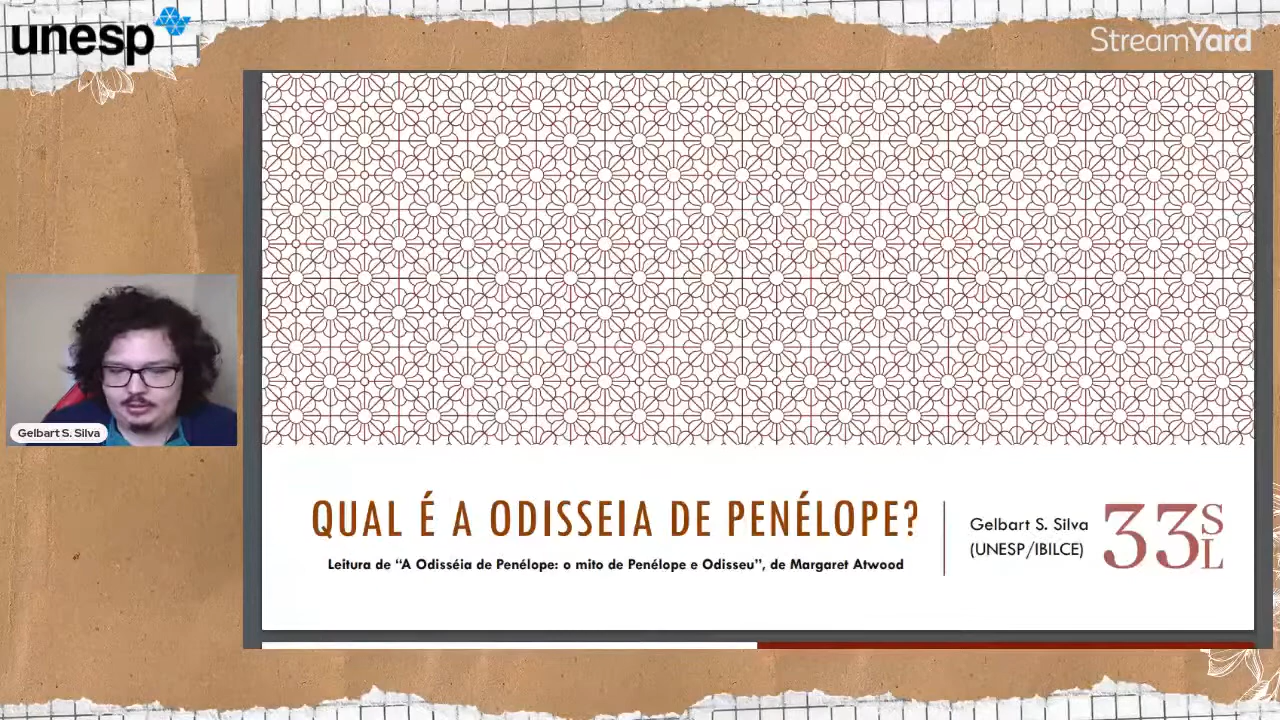 unesp
StreamYard
Gelbart S. Silva
QUAL É A ODISSEIA DE PENÉLOPE?
Leitura de “A Odisséia de Penélope: o mito de Penélope e Odisseu”, de Margaret Atwood
Gelbart S. Silva
(UNESP/IBILCE)
33SL